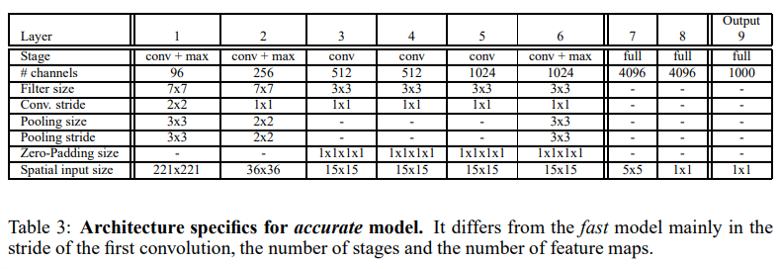 Output
Layer 1 2 3 4 5 6 7 8 9
Stage conv + max conv + max conv conv conv conv + max full full full
# channels 96 256 512 512 1024 1024 4096 4096 1000
Filter size 7x7 7x7 3x3 3x3 3x3 3x3 - - -
Conv. stride 2x2 1x1 1x1 1x1 1x1 1x1 - - -
Pooling size 3x3 2x2 - - - 3x3 - - -
Pooling stride 3x3 2x2 - - - 3x3 - - -
Zero-Padding size - - 1x1x1x1 1x1x1x1 1x1x1x1 1x1x1x1 - - -
Spatial input size 221x221 36x36 15x15 15x15 15x15 15x15 5x5 1x1 1x1
Table 3: Architecture specifics for accurate model. It differs from the fast model mainly in the
stride of the first convolution, the number of stages and the number of feature maps.